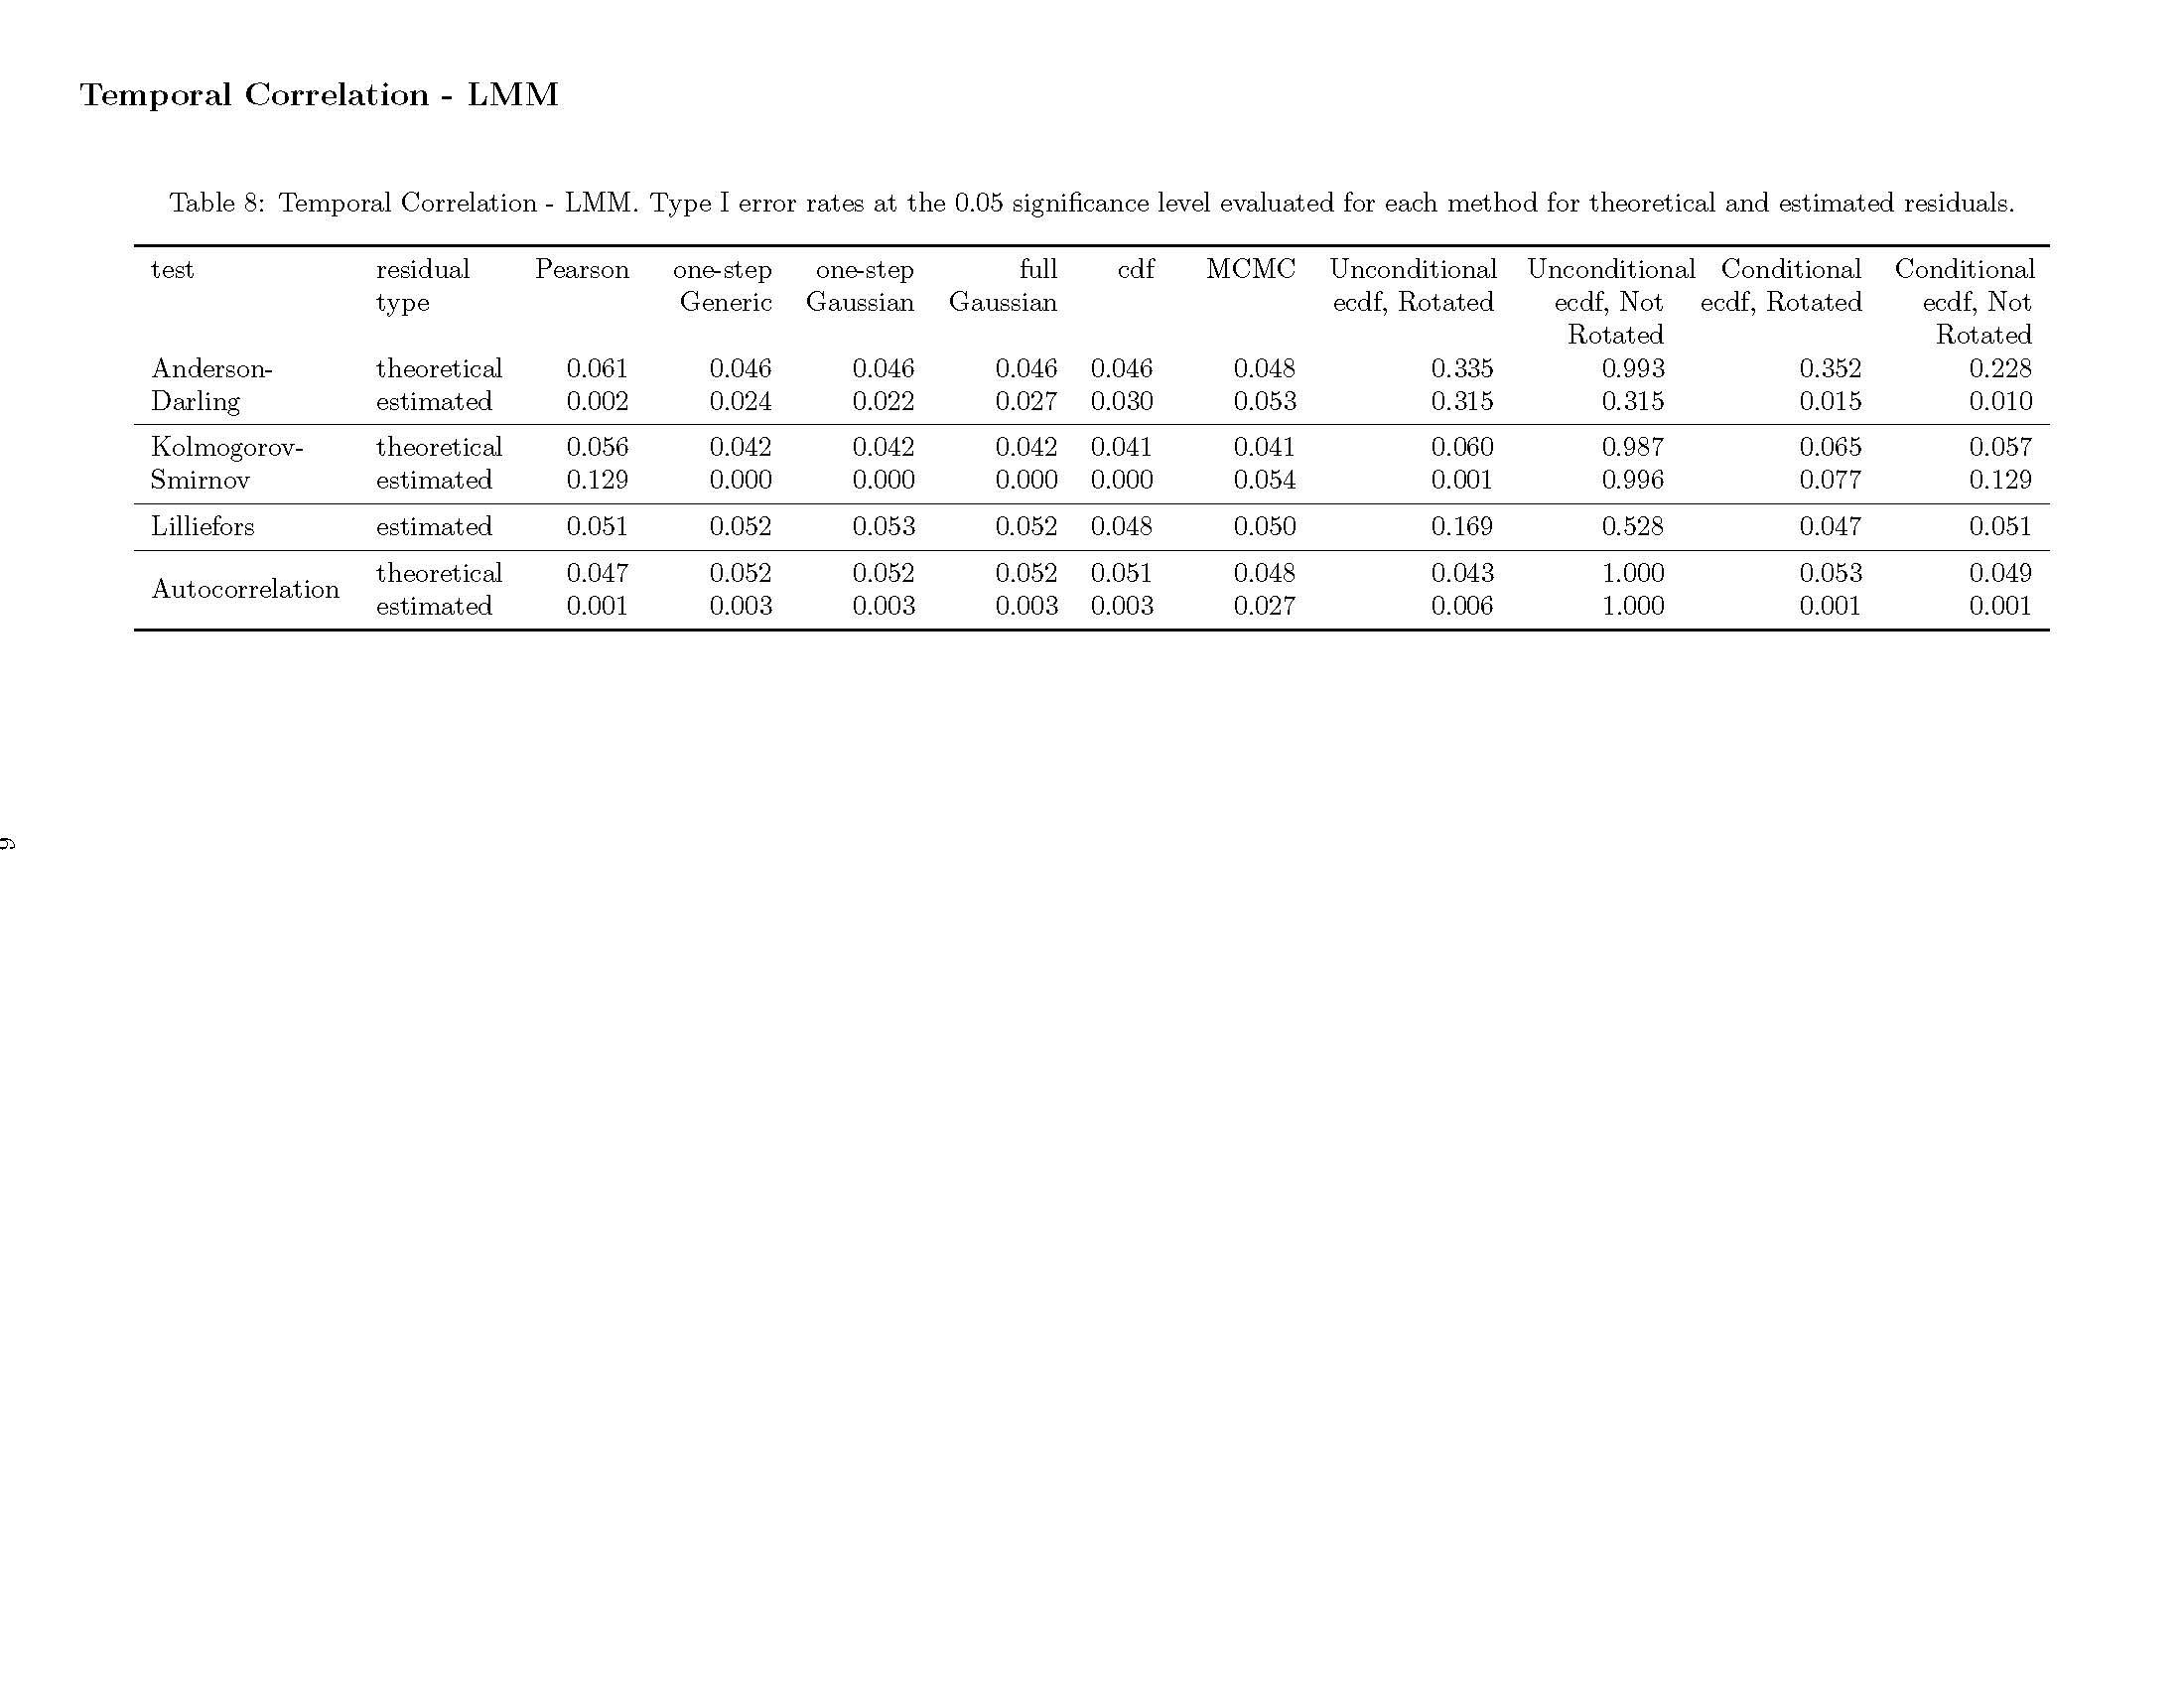 Temporal Correlation - LMM
Table 8: Temporal Correlation - LMM. Type I error rates at the 0.05 significance level evaluated for each method for theoretical and estimated residuals.
test residual Pearson one-step one-step full cdf MCMC Unconditional Unconditional Conditional Conditional
type Generic Gaussian Gaussian ecdf, Rotated ecdf, Not ecdf, Rotated ecdf, Not
Rotated Rotated
Anderson- theoretical 0.061 0.046 0.046 0.046 0.046 0.048 0.335 0.993 0.352 0.228
Darling estimated 0.002 0.024 0.022 0.027 0.030 0.053 0.315 0.315 0.015 0.010
Kolmogorov- theoretical 0.056 0.042 0.042 0.042 0.041 0.041 0.060 0.987 0.065 0.057
Smirnov estimated 0.129 0.000 0.000 0.000 0.000 0.054 0.001 0.996 0.077 0.129
Lilliefors estimated 0.051 0.052 0.053 0.052 0.048 0.050 0.169 0.528 0.047 0.051
theoretical 0.047 0.052 0.052 0.052 0.051 0.048 0.043 1.000 0.053 0.049
Autocorrelation
estimated 0.001 0.003 0.003 0.003 0.003 0.027 0.006 1.000 0.001 0.001
9